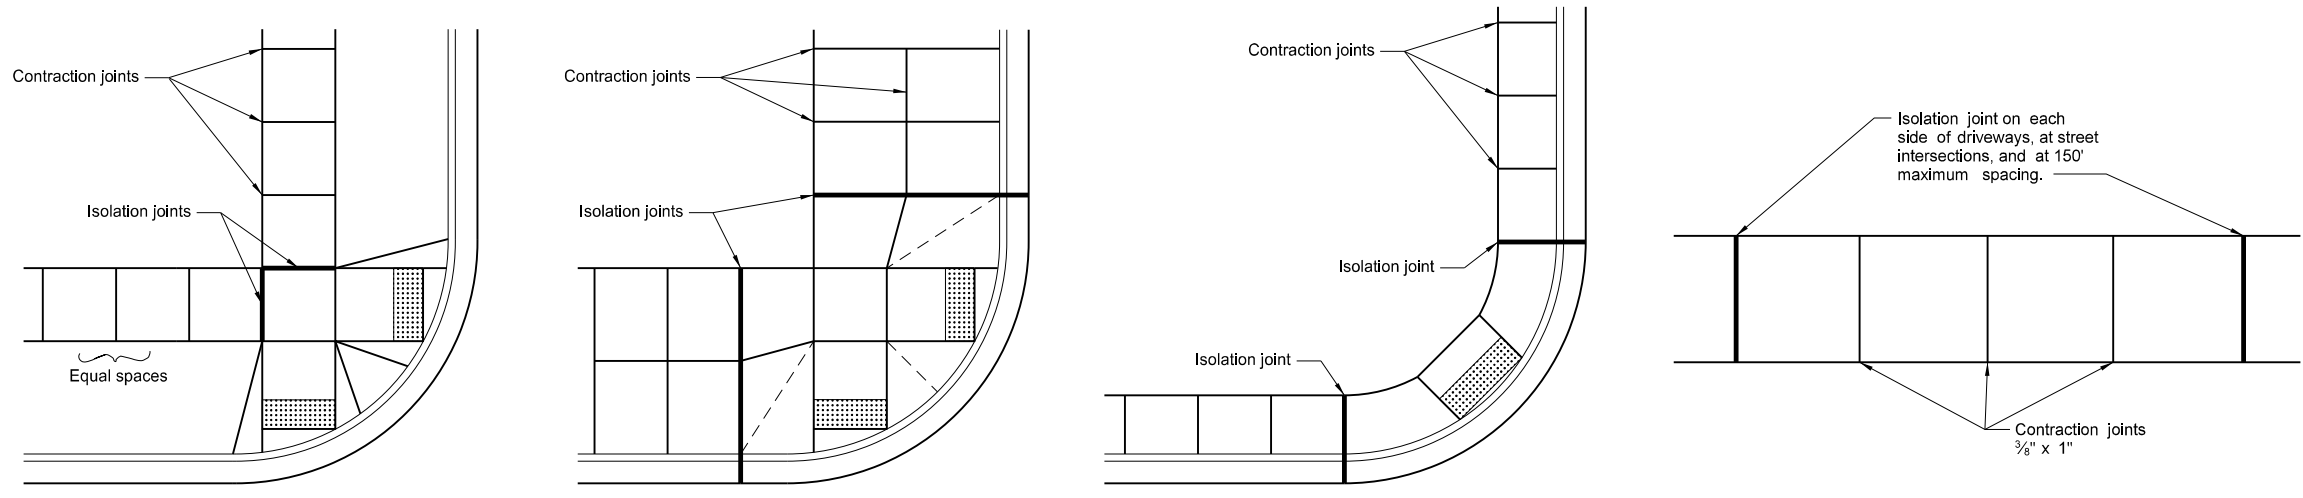 Contraction joints
Isolation joints
Equal spaces
Contraction joints
Isolation joints
Contraction joints
Isolation joint
Isolation joint
Isolation joint on each
side of driveways, at street
intersections, and at 150'
maximum spacing.
Contraction joints
⅜" x 1"